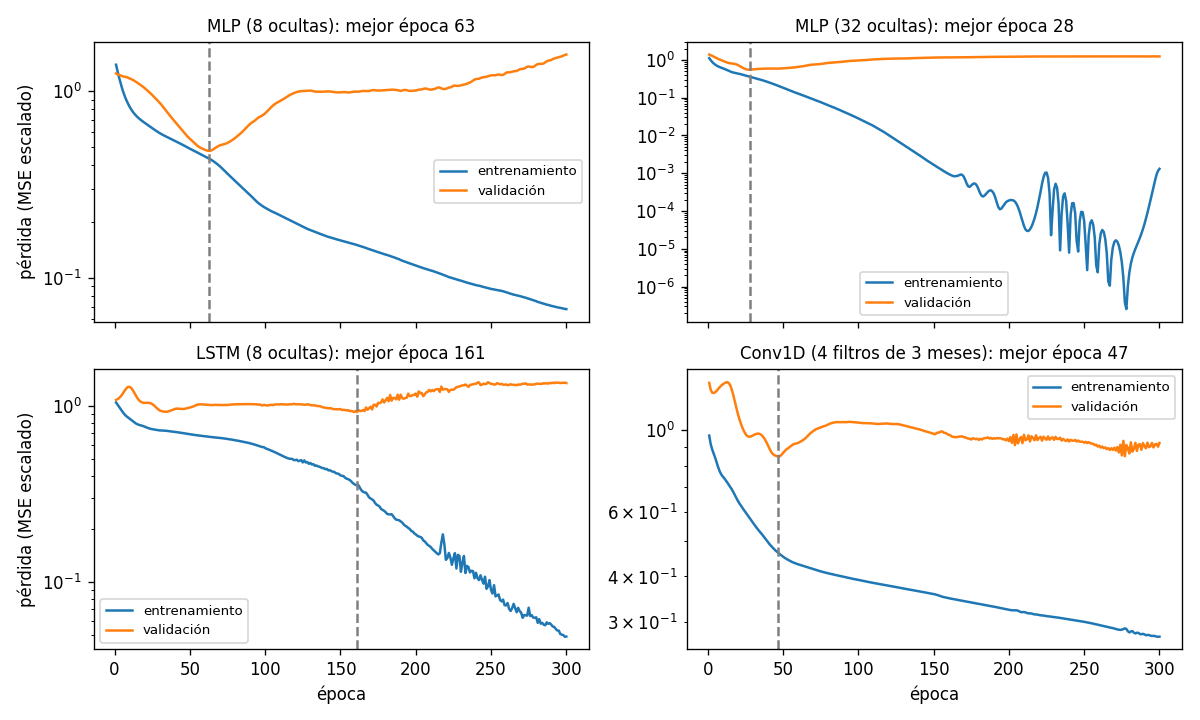 MLP (8 ocultas): mejor época 63
pérdida (MSE escalado)
10⁰
10⁻¹
entrenamiento
validación
MLP (32 ocultas): mejor época 28
10⁰
10⁻¹
10⁻²
10⁻³
10⁻⁴
10⁻⁵
10⁻⁶
entrenamiento
validación
LSTM (8 ocultas): mejor época 161
pérdida (MSE escalado)
10⁰
10⁻¹
entrenamiento
validación
0 50 100 150 200 250 300
época
Conv1D (4 filtros de 3 meses): mejor época 47
entrenamiento
validación
10⁰
6 × 10⁻¹
4 × 10⁻¹
3 × 10⁻¹
0 50 100 150 200 250 300
época